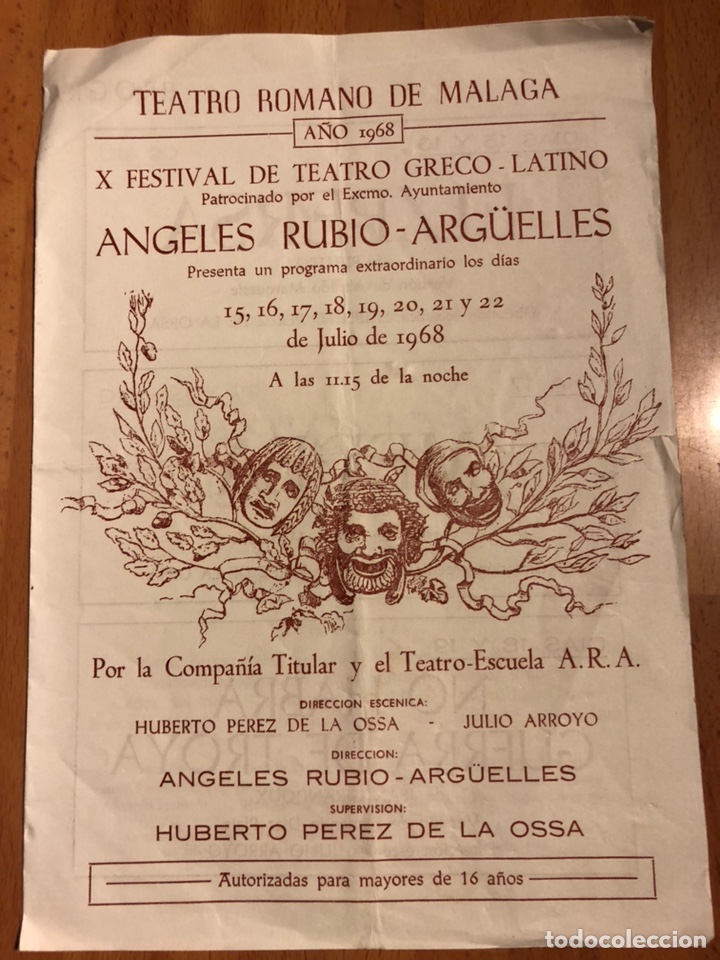 TEATRO ROMANO DE MALAGA
AÑO 1968
X FESTIVAL DE TEATRO GRECO - LATINO
Patrocinado por el Excmo. Ayuntamiento
ANGELES RUBIO - ARGÜELLES
Presenta un programa extraordinario los días
15, 16, 17, 18, 19, 20, 21 y 22
de Julio de 1968
A las 11.15 de la noche
Por la Compañía Titular y el Teatro-Escuela A. R. A.
DIRECCION ESCENICA:
HUBERTO PEREZ DE LA OSSA - JULIO ARROYO
DIRECCION:
ANGELES RUBIO - ARGÜELLES
SUPERVISION:
HUBERTO PEREZ DE LA OSSA
Autorizadas para mayores de 16 años
todocoleccion